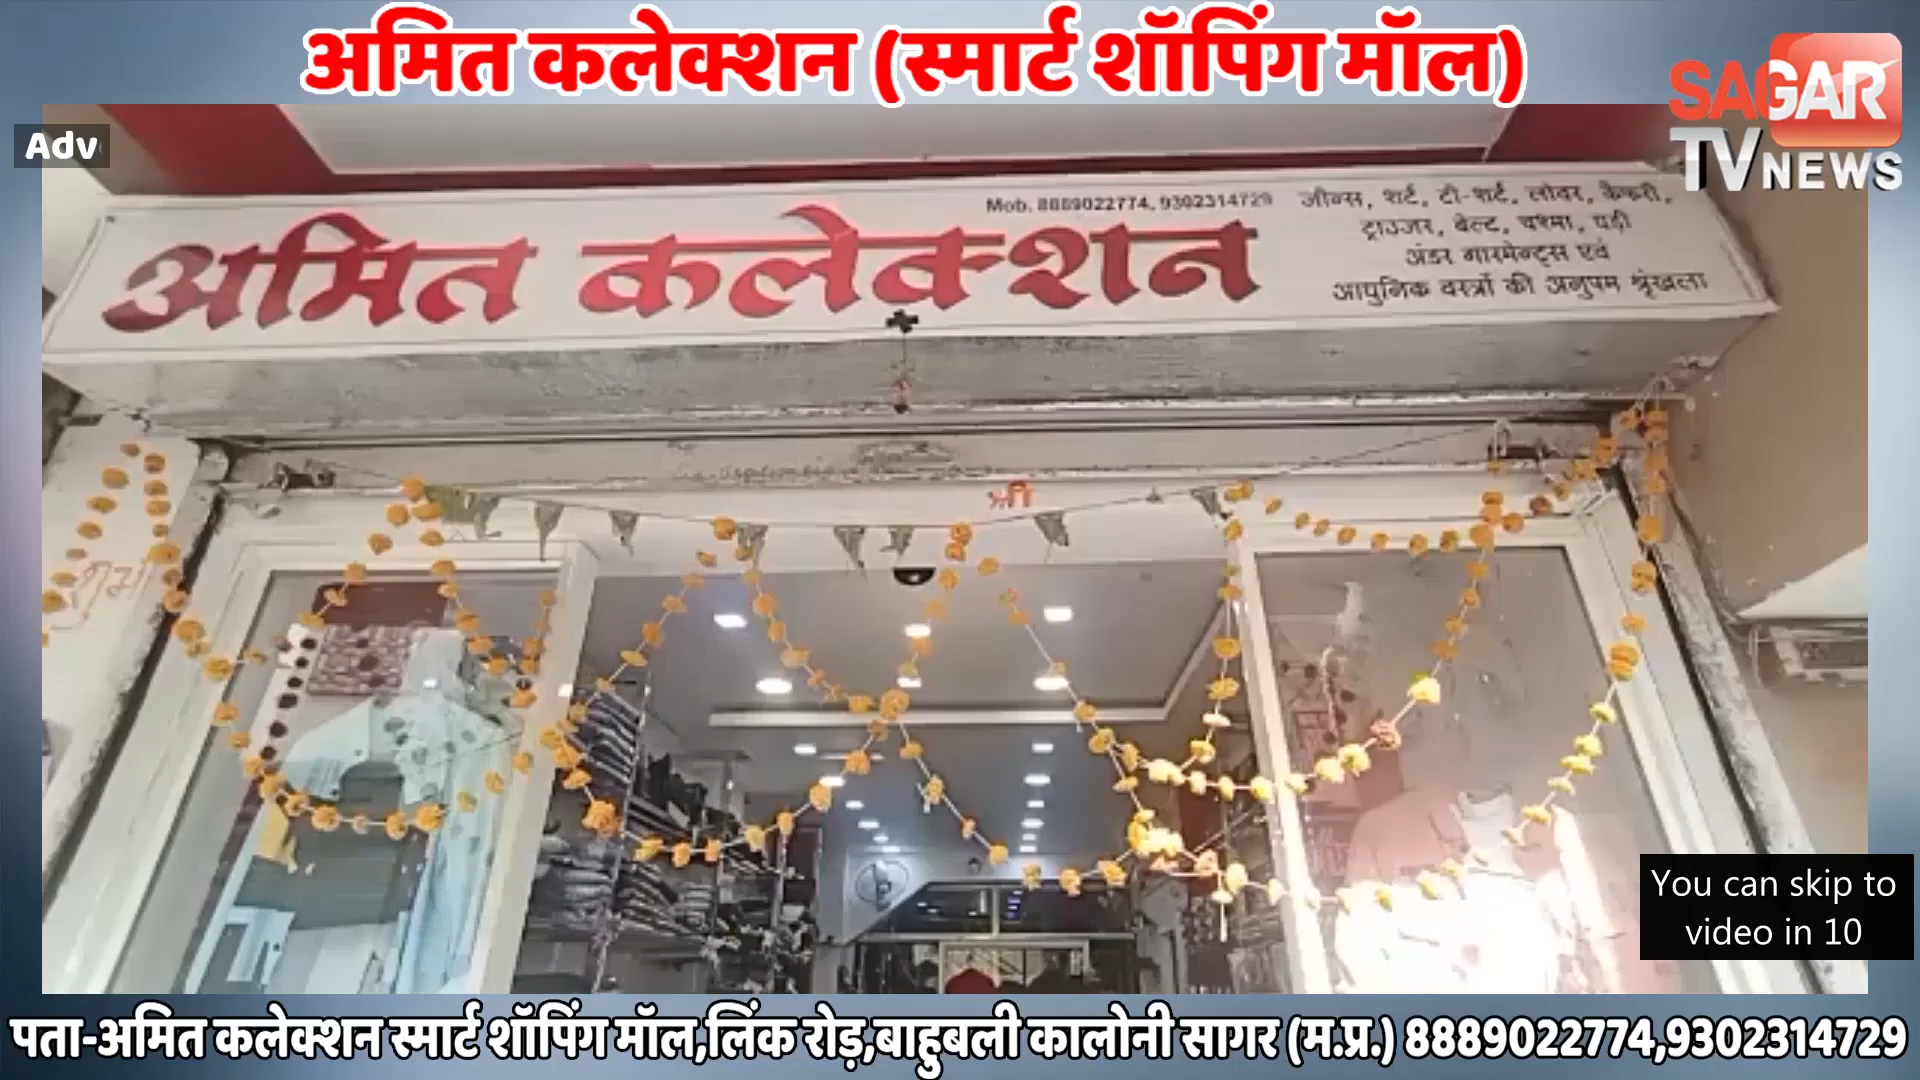 अमित कलेक्शन (स्मार्ट शॉपिंग मॉल)
SAGAR
TV NEWS
Adv
Mob. 8889022774, 9302314729
जीन्स, शर्ट, टी-शर्ट, लोवर, कैफरी,
ट्राउजर, बेल्ट, चश्मा, घड़ी
अंडर गारमेन्ट्स एवं
आधुनिक वस्त्रों की अनुपम श्रृंखला
अमित कलेक्शन
श्री
शुभ
You can skip to
video in 10
पता-अमित कलेक्शन स्मार्ट शॉपिंग मॉल,लिंक रोड़,बाहुबली कालोनी सागर (म.प्र.) 8889022774,9302314729